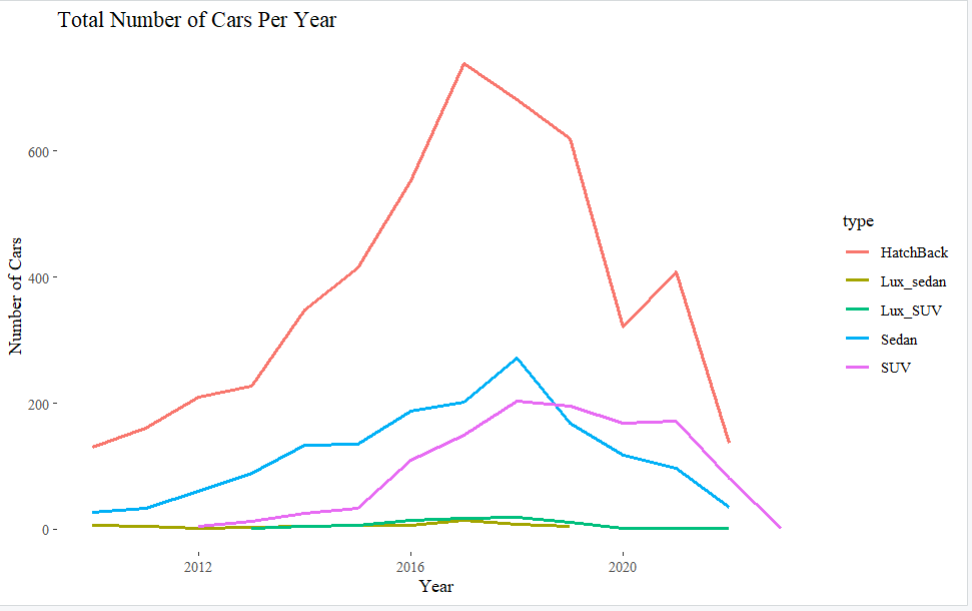 Total Number of Cars Per Year
Number of Cars
600
400
200
0
2012
2016
2020
Year
type
HatchBack
Lux_sedan
Lux_SUV
Sedan
SUV